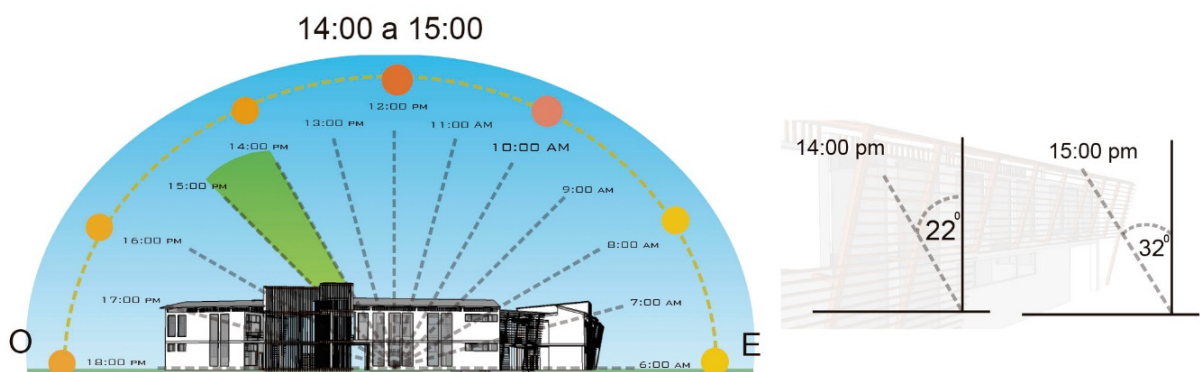 14:00 a 15:00
12:00 PM
13:00 PM
11:00 AM
14:00 PM
10:00 AM
15:00 PM
9:00 AM
16:00 PM
8:00 AM
17:00 PM
7:00 AM
O
E
18:00 PM
6:00 AM
14:00 pm
15:00 pm
22⁰
32⁰